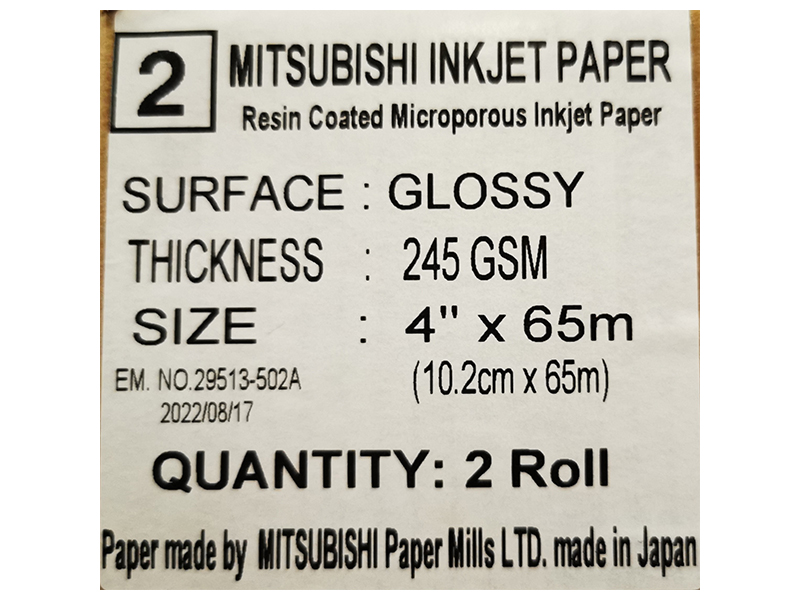 2
MITSUBISHI INKJET PAPER
Resin Coated Microporous Inkjet Paper
SURFACE : GLOSSY
THICKNESS : 245 GSM
SIZE : 4" x 65m
(10.2cm x 65m)
EM. NO.29513-502A
2022/08/17
QUANTITY: 2 Roll
Paper made by MITSUBISHI Paper Mills LTD. made in Japan